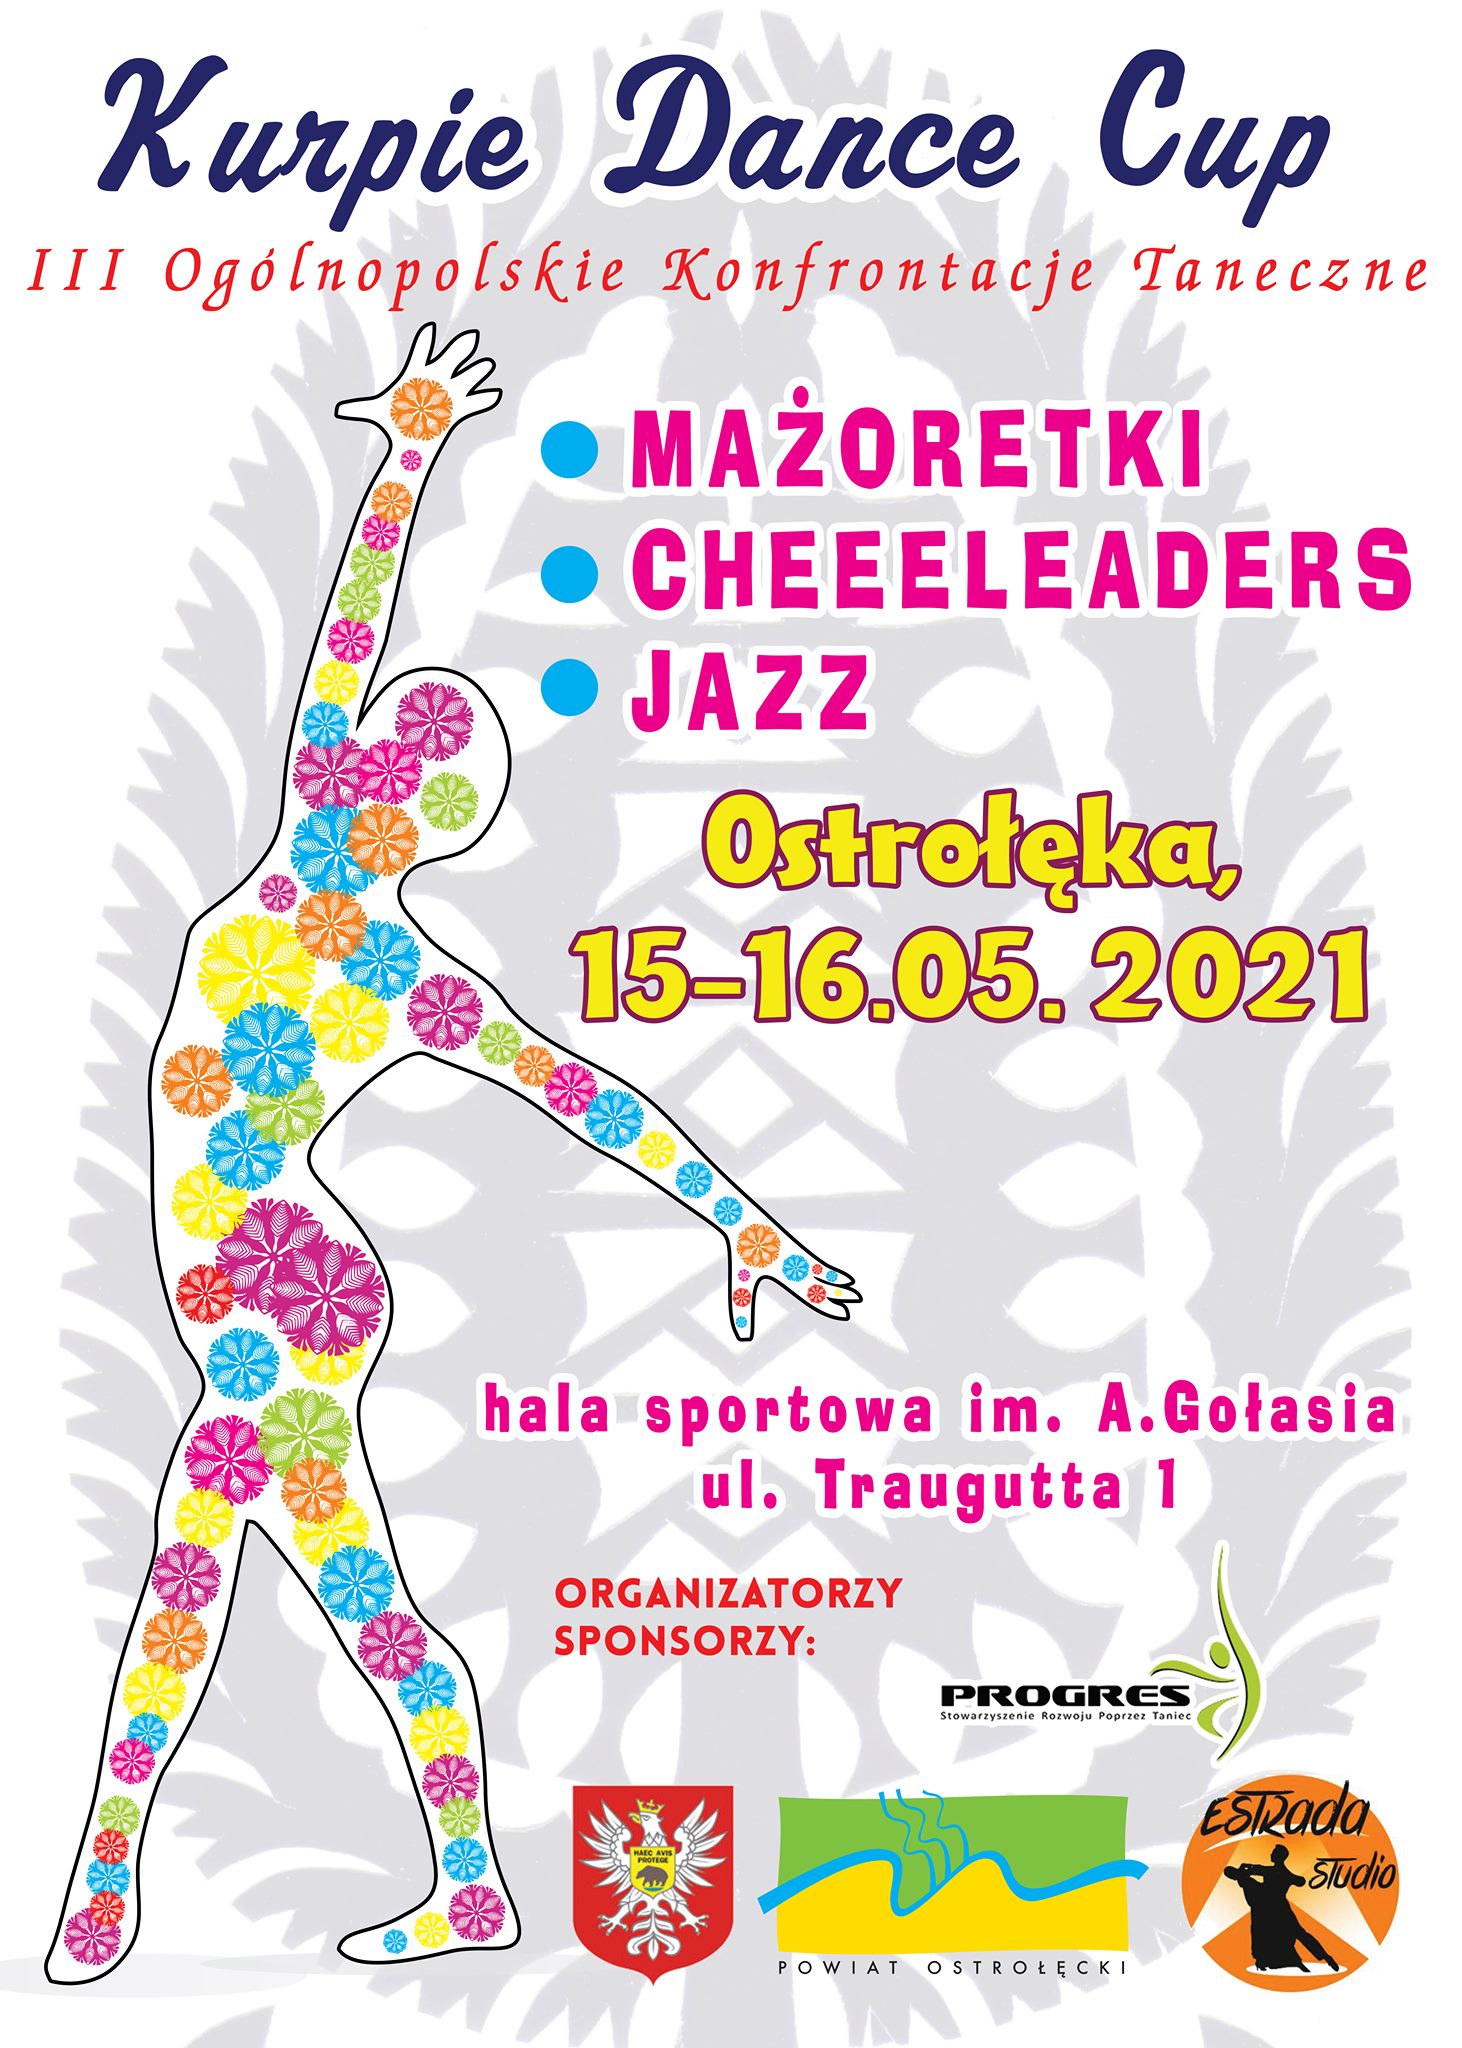 Kurpie Dance Cup
III Ogólnopolskie Konfrontacje Taneczne
MAŻORETKI
CHEEELEADERS
JAZZ
Ostrołęka,
15-16.05. 2021
hala sportowa im. A.Gołasia
ul. Traugutta 1
ORGANIZATORZY
SPONSORZY:
PROGRES
Stowarzyszenie Rozwoju Poprzez Taniec
HAEC AVIS
PROTEGE
POWIAT OSTROŁĘCKI
ESTRada
STudio